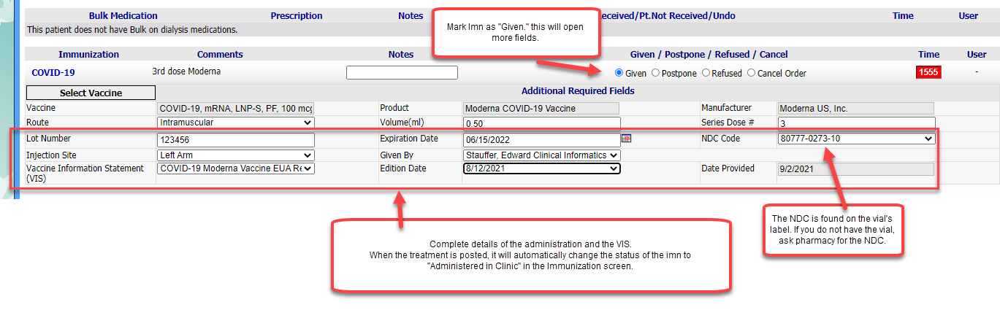 Bulk Medication Prescription Notes Received/Pt.Not Received/Undo Time User
This patient does not have Bulk on dialysis medications.
Mark Imn as "Given." this will open
more fields.
Immunization Comments Notes Given / Postpone / Refused / Cancel Time User
COVID-19 3rd dose Moderna Given Postpone Refused Cancel Order 1555 -
Select Vaccine Additional Required Fields
Vaccine COVID-19, mRNA, LNP-S, PF, 100 mcg Product Moderna COVID-19 Vaccine Manufacturer Moderna US, Inc.
Route Intramuscular Volume(ml) 0.50 Series Dose # 3
Lot Number 123456 Expiration Date 06/15/2022 NDC Code 80777-0273-10
Injection Site Left Arm Given By Stauffer, Edward Clinical Informatics
Vaccine Information Statement (VIS) COVID-19 Moderna Vaccine EUA Re Edition Date 8/12/2021 Date Provided 9/2/2021
The NDC is found on the vial's
label. If you do not have the vial,
ask pharmacy for the NDC.
Complete details of the administration and the VIS.
When the treatment is posted, it will automatically change the status of the imn to
"Administered in Clinic" in the Immunization screen.